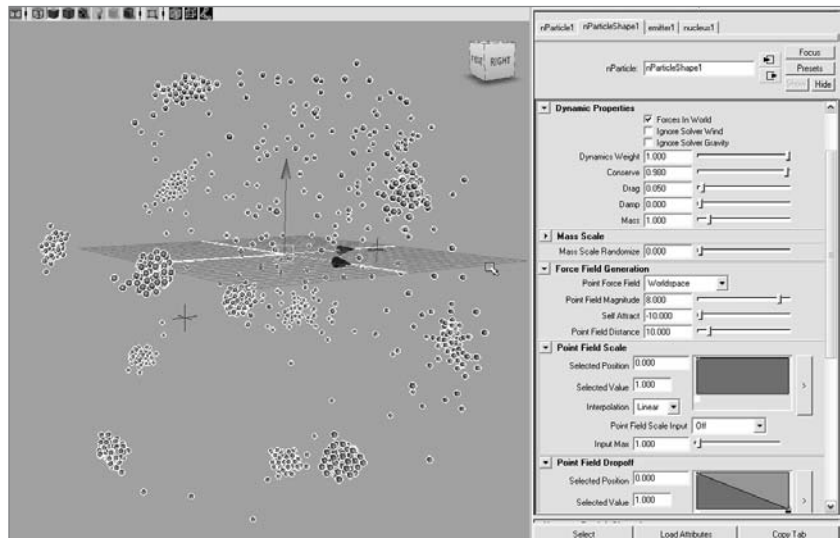 RIGHT
nParticle1 nParticleShape1 emitter1 nucleus1
nParticle: nParticleShape1
Focus
Presets
Show Hide
Dynamic Properties
Forces In World
Ignore Solver Wind
Ignore Solver Gravity
Dynamics Weight 1.000
Conserve 0.980
Drag 0.050
Damp 0.000
Mass 1.000
Mass Scale
Mass Scale Randomize 0.000
Force Field Generation
Point Force Field Worldspace
Point Field Magnitude 8.000
Self Attract -10.000
Point Field Distance 10.000
Point Field Scale
Selected Position 0.000
Selected Value 1.000
Interpolation Linear
Point Field Scale Input Off
Input Max 1.000
Point Field Dropoff
Selected Position 0.000
Selected Value 1.000
Select Load Attributes Copy Tab